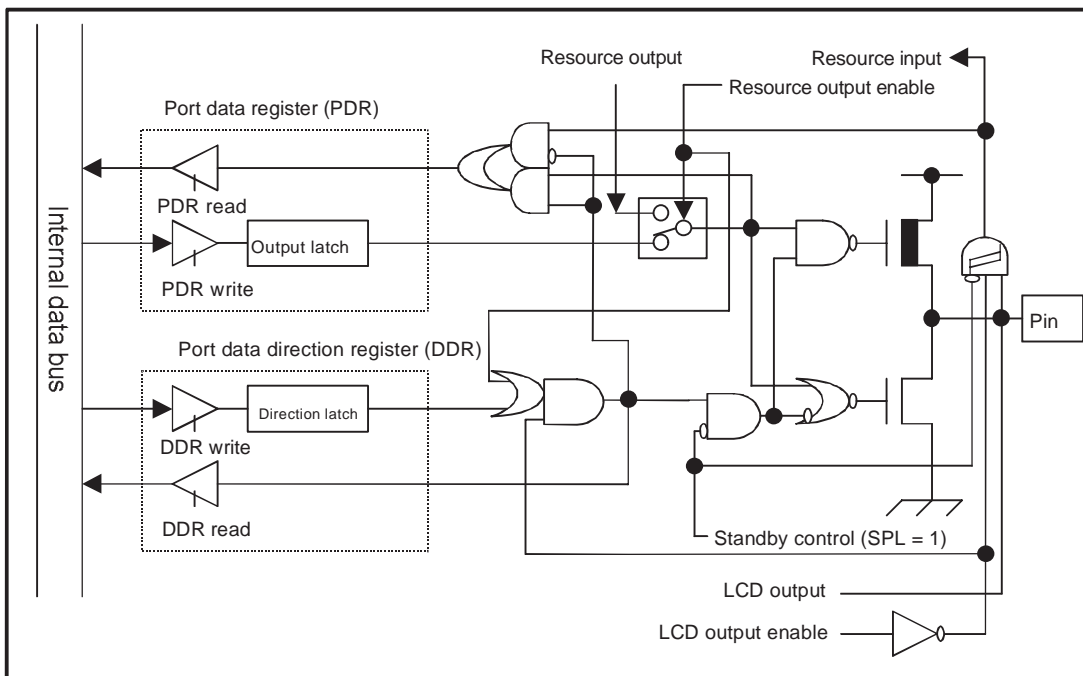 Resource output
Resource input
Resource output enable
Port data register (PDR)
PDR read
Output latch
PDR write
Internal data bus
Pin
Port data direction register (DDR)
Direction latch
DDR write
DDR read
Standby control (SPL = 1)
LCD output
LCD output enable